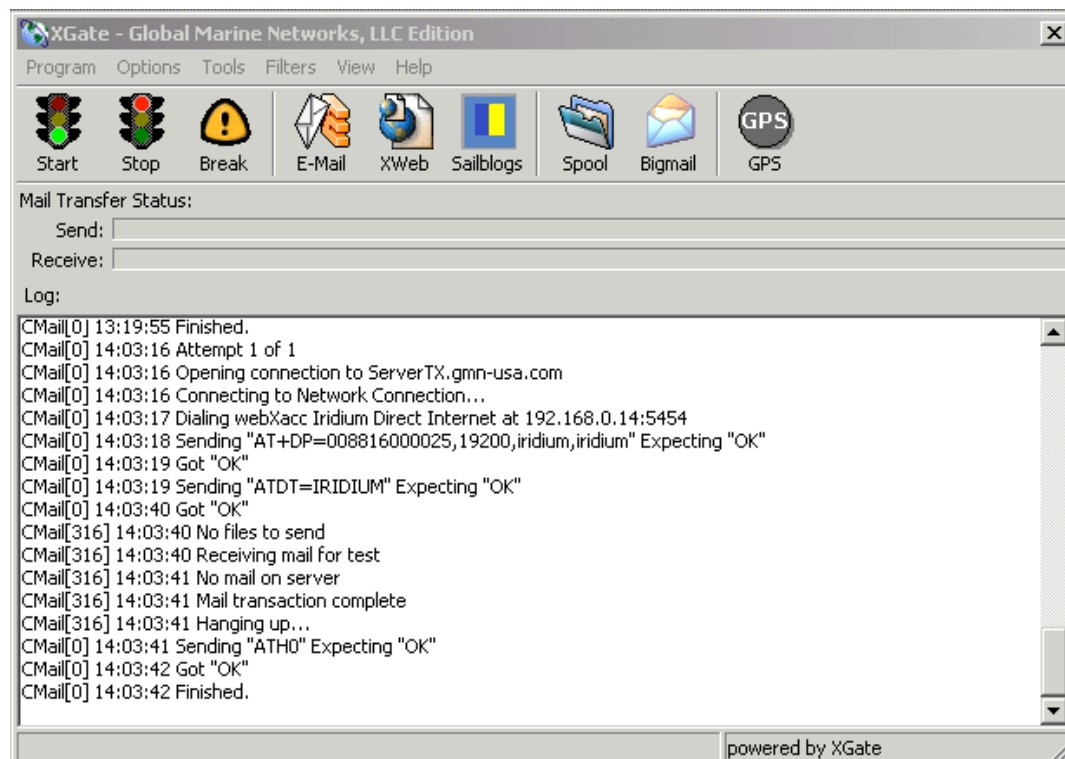 XGate - Global Marine Networks, LLC Edition
Program Options Tools Filters View Help
Start Stop Break E-Mail XWeb Sailblogs Spool Bigmail GPS GPS
Mail Transfer Status:
Send:
Receive:
Log:
CMail[0] 13:19:55 Finished.
CMail[0] 14:03:16 Attempt 1 of 1
CMail[0] 14:03:16 Opening connection to ServerTX.gmn-usa.com
CMail[0] 14:03:16 Connecting to Network Connection...
CMail[0] 14:03:17 Dialing webXacc Iridium Direct Internet at 192.168.0.14:5454
CMail[0] 14:03:18 Sending "AT+DP=008816000025,19200,iridium,iridium" Expecting "OK"
CMail[0] 14:03:19 Got "OK"
CMail[0] 14:03:19 Sending "ATDT=IRIDIUM" Expecting "OK"
CMail[0] 14:03:40 Got "OK"
CMail[316] 14:03:40 No files to send
CMail[316] 14:03:40 Receiving mail for test
CMail[316] 14:03:41 No mail on server
CMail[316] 14:03:41 Mail transaction complete
CMail[316] 14:03:41 Hanging up...
CMail[0] 14:03:41 Sending "ATH0" Expecting "OK"
CMail[0] 14:03:42 Got "OK"
CMail[0] 14:03:42 Finished.
powered by XGate